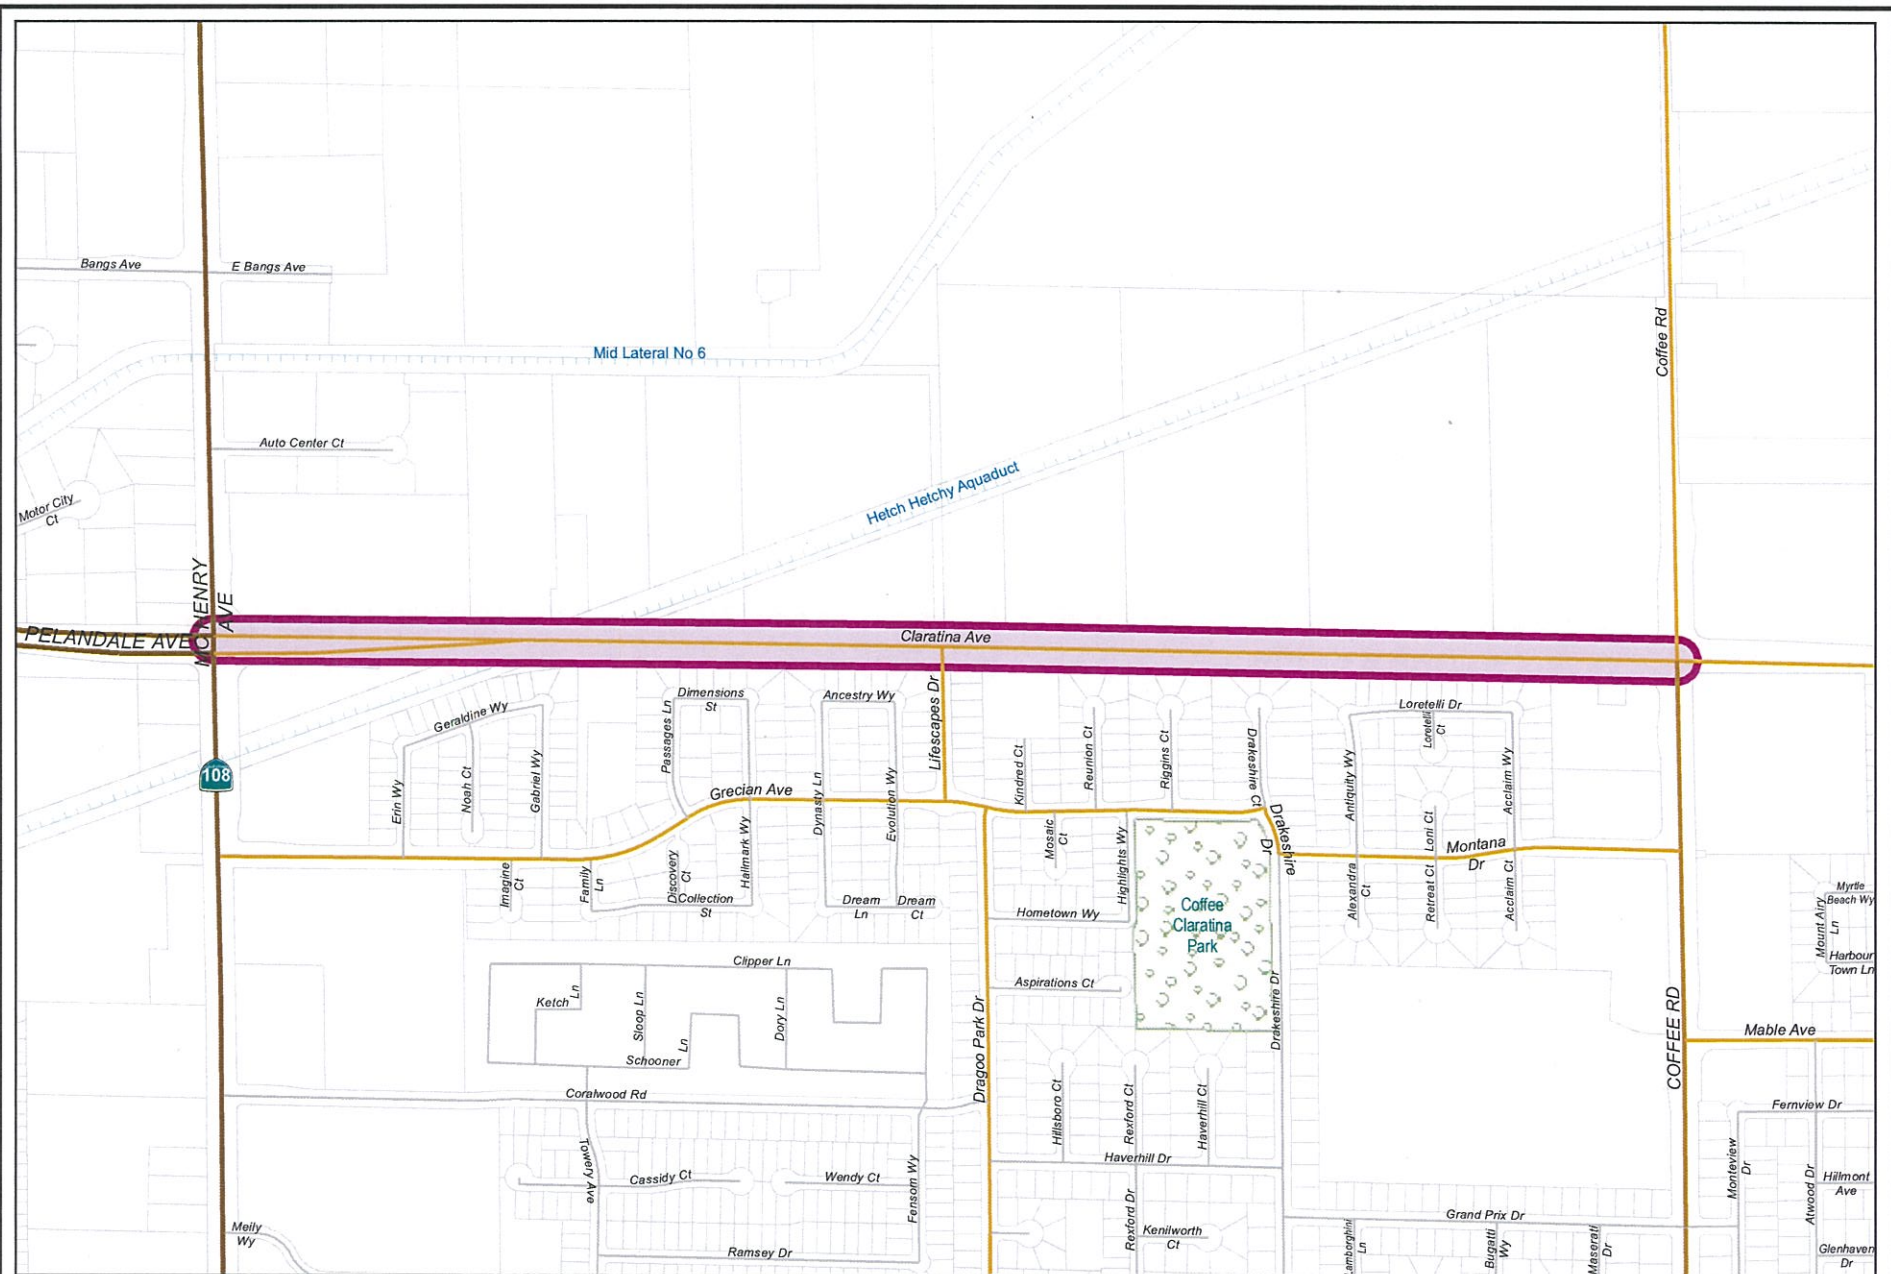 Bangs Ave
E Bangs Ave
Mid Lateral No 6
Coffee Rd
Auto Center Ct
Motor City
Ct
Hetch Hetchy Aquaduct
MC HENRY
AVE
PELANDALE AVE
Claratina Ave
108
Geraldine Wy
Erin Wy
Noah Ct
Gabriel Wy
Passages Ln
Dimensions
St
Ancestry Wy
Lifescapes Dr
Grecian Ave
Hallmark Wy
Dynasty Ln
Evolution Wy
Kindred Ct
Reunion Ct
Riggins Ct
Drakeshire Ct
Drakeshire
Dr
Loretelli Dr
Loretelli
Ct
Antiquity Wy
Acclaim Wy
Loni Ct
Montana
Dr
Imagine
Ct
Family
Ln
Discovery
Ct
Collection
St
Dream
Ln
Dream
Ct
Mosaic
Ct
Highlights Wy
Hometown Wy
Coffee
Claratina
Park
Alexandra
Ct
Retreat Ct
Acclaim Ct
Myrtle
Beach Wy
Mount Airy
Ln
Harbour
Town Ln
Clipper Ln
Ketch
Ln
Sloop Ln
Schooner
Ln
Dory Ln
Dragoo Park Dr
Aspirations Ct
Drakeshire Dr
COFFEE RD
Mable Ave
Coralwood Rd
Hillsboro Ct
Rexford Ct
Haverhill Ct
Haverhill Dr
Fernview Dr
Towery Ave
Cassidy Ct
Wendy Ct
Fensom Wy
Rexford Dr
Monteview
Dr
Atwood Dr
Hillmont
Ave
Meily
Wy
Ramsey Dr
Kenilworth
Ct
Grand Prix Dr
Lamborghini
Ln
Bugatti
Wy
Maserati
Dr
Glenhaven
Dr